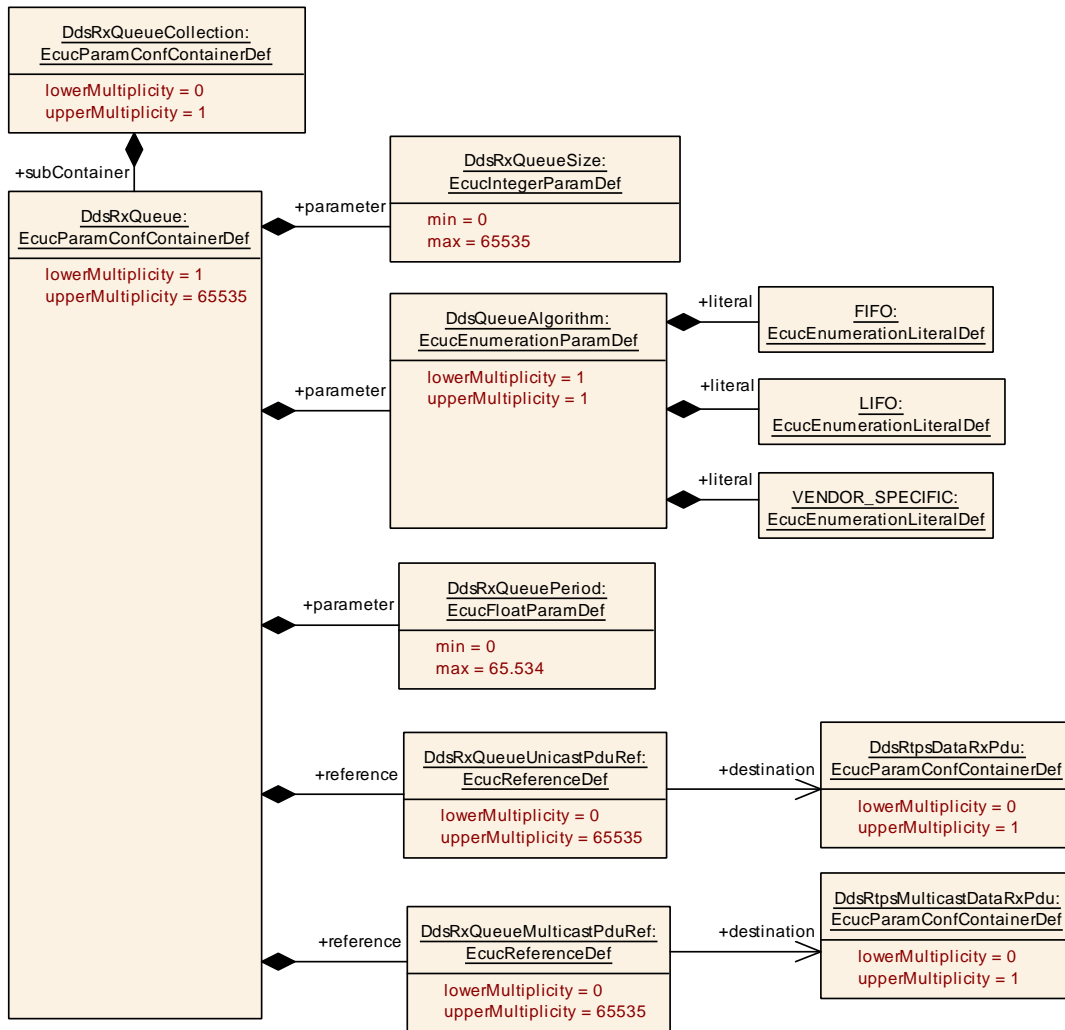 DdsRxQueueCollection:
EcucParamConfContainerDef
lowerMultiplicity = 0
upperMultiplicity = 1
+subContainer
DdsRxQueue:
EcucParamConfContainerDef
lowerMultiplicity = 1
upperMultiplicity = 65535
+parameter
DdsRxQueueSize:
EcucIntegerParamDef
min = 0
max = 65535
+parameter
DdsQueueAlgorithm:
EcucEnumerationParamDef
lowerMultiplicity = 1
upperMultiplicity = 1
+literal
FIFO:
EcucEnumerationLiteralDef
+literal
LIFO:
EcucEnumerationLiteralDef
+literal
VENDOR_SPECIFIC:
EcucEnumerationLiteralDef
+parameter
DdsRxQueuePeriod:
EcucFloatParamDef
min = 0
max = 65.534
+reference
DdsRxQueueUnicastPduRef:
EcucReferenceDef
lowerMultiplicity = 0
upperMultiplicity = 65535
+destination
DdsRtpsDataRxPdu:
EcucParamConfContainerDef
lowerMultiplicity = 0
upperMultiplicity = 1
+reference
DdsRxQueueMulticastPduRef:
EcucReferenceDef
lowerMultiplicity = 0
upperMultiplicity = 65535
+destination
DdsRtpsMulticastDataRxPdu:
EcucParamConfContainerDef
lowerMultiplicity = 0
upperMultiplicity = 1